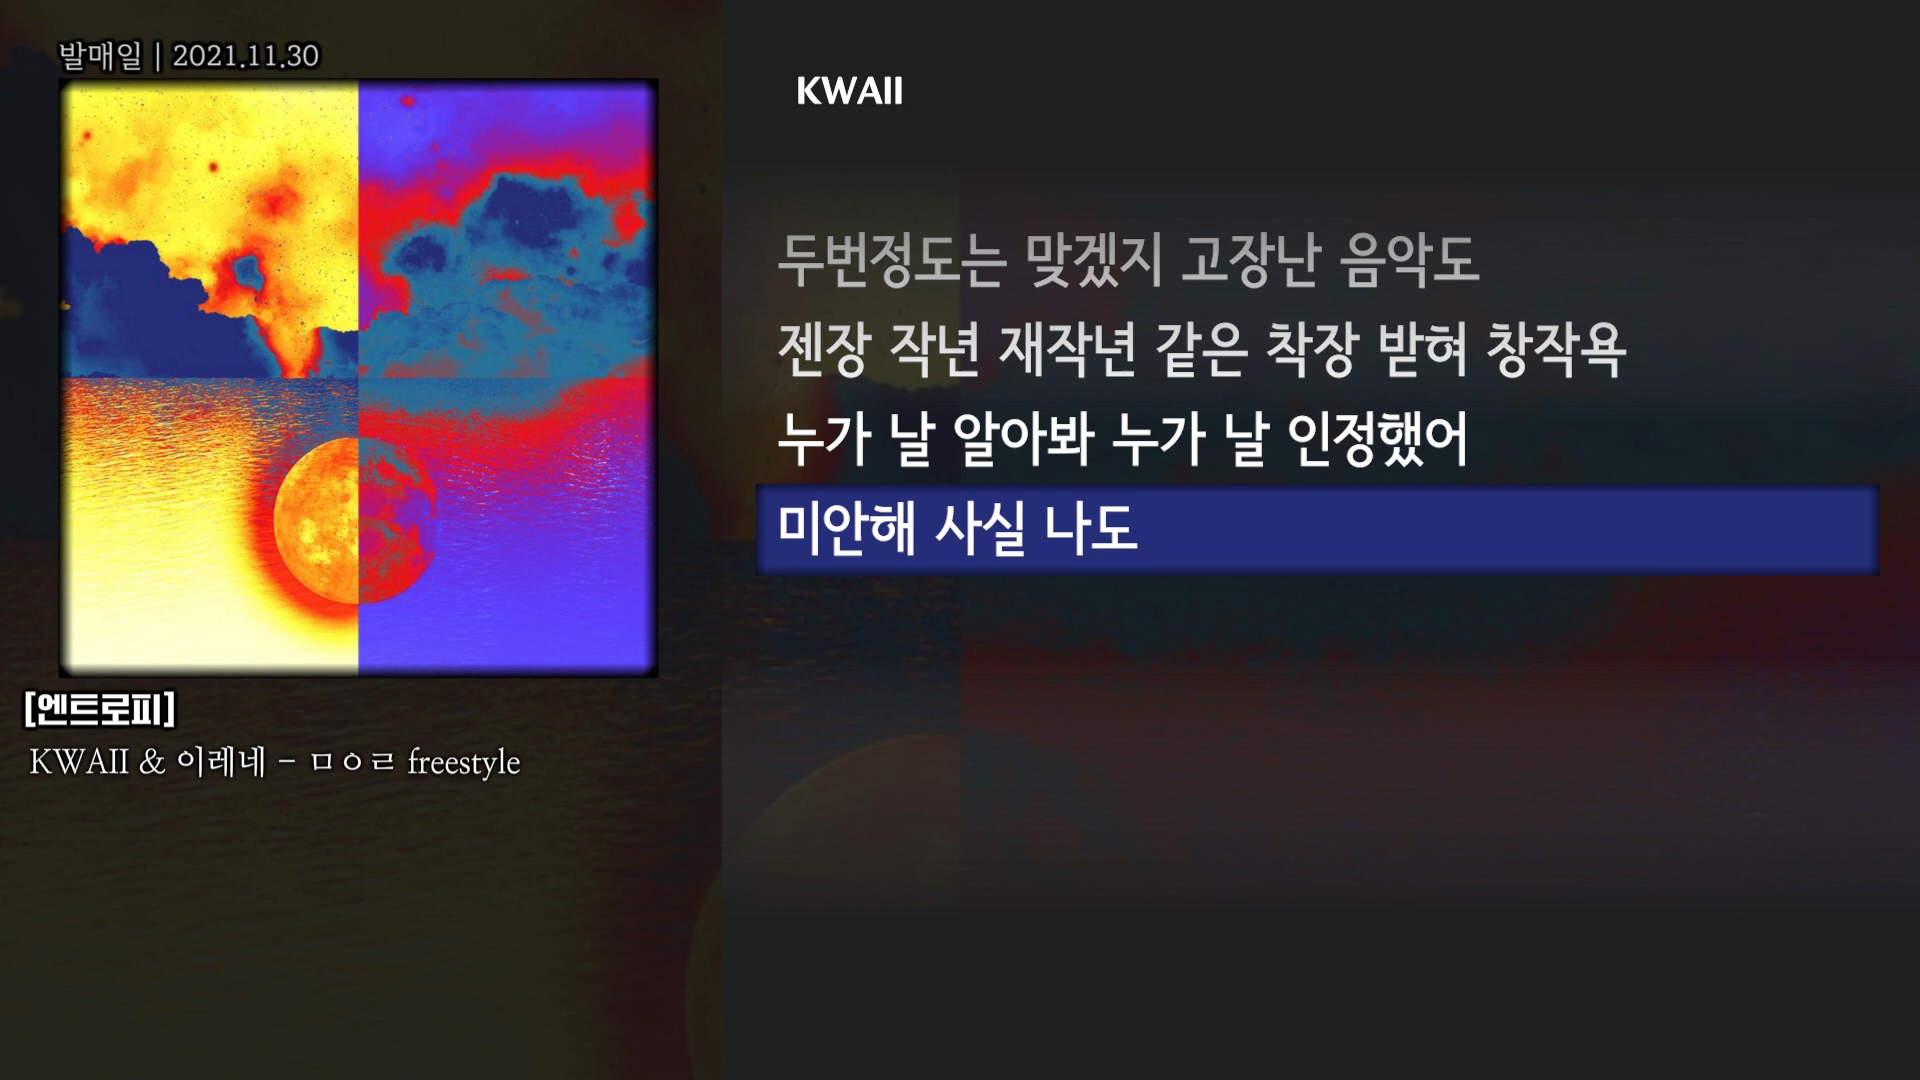 발매일 | 2021.11.30
[엔트로피]
KWAII & 이레네 - ㅁㅇㄹ freestyle
KWAII
두번정도는 맞겠지 고장난 음악도
젠장 작년 재작년 같은 착장 받혀 창작욕
누가 날 알아봐 누가 날 인정했어
미안해 사실 나도